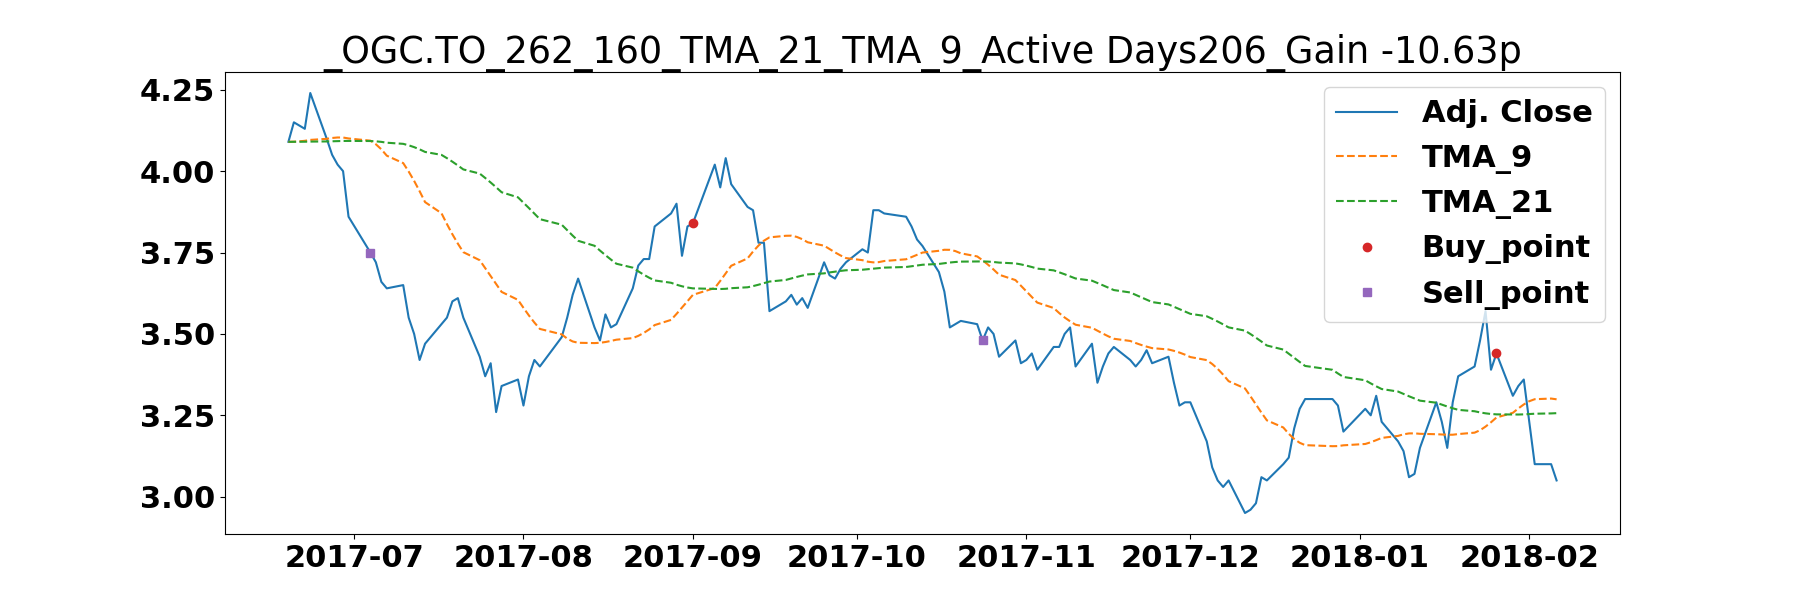 _OGC.TO_262_160_TMA_21_TMA_9_Active Days206_Gain -10.63p
4.25
4.00
3.75
3.50
3.25
3.00
Adj. Close
TMA_9
TMA_21
Buy_point
Sell_point
2017-07 2017-08 2017-09 2017-10 2017-11 2017-12 2018-01 2018-02